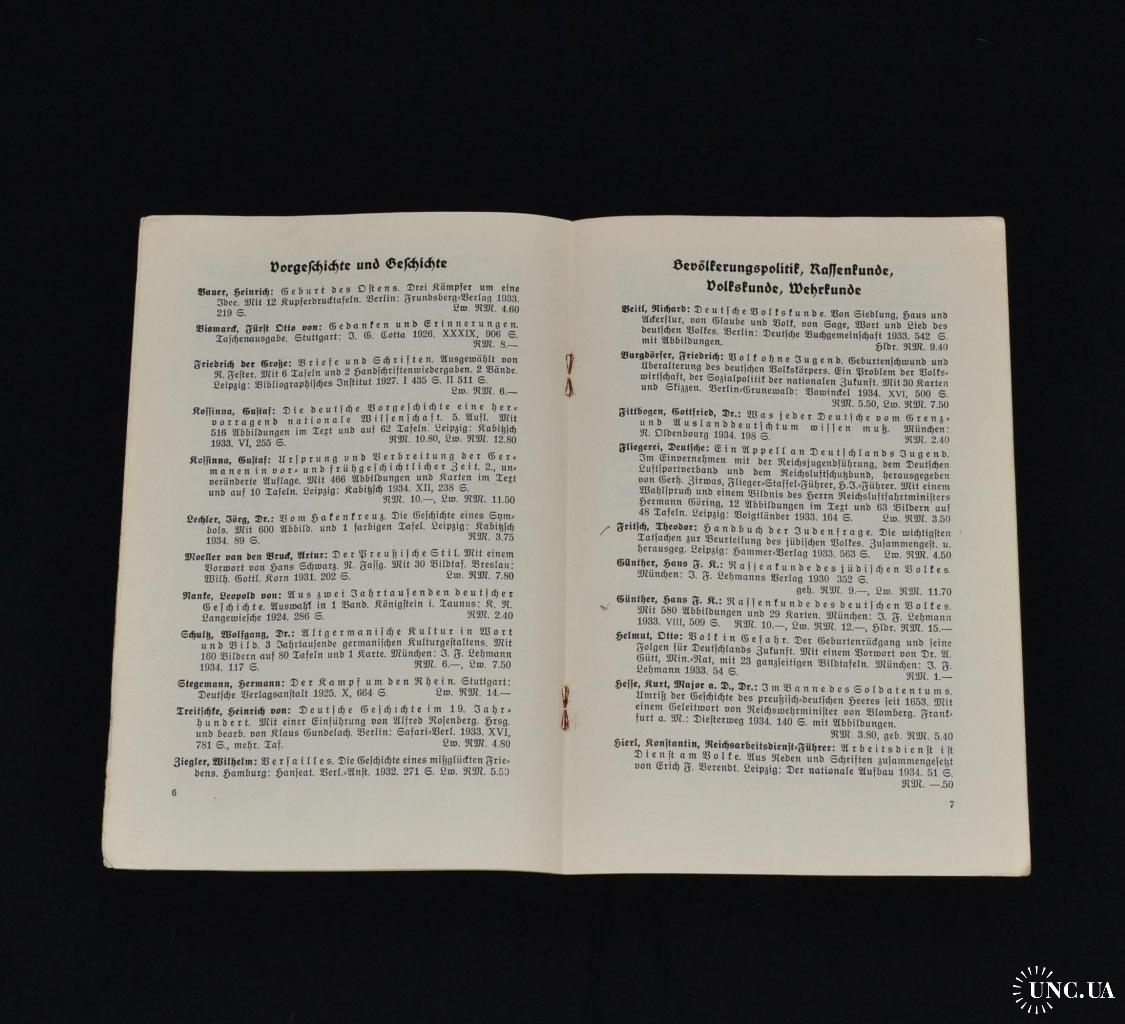 Vorgeschichte und Geschichte
Bauer, Heinrich: Geburt des Ostens. Drei Kämpfer um eine
Idee. Mit 12 Kupferdrucktafeln. Berlin: Frundsberg-Verlag 1933.
219 S. Lw. RM. 4.60
Bismarck, Fürst Otto von: Gedanken und Erinnerungen.
Taschenausgabe. Stuttgart: J. G. Cotta 1926. XXXIX, 906 S.
RM. 8.—
Friedrich der Große: Briefe und Schriften. Ausgewählt von
R. Fester. Mit 6 Tafeln und 2 Handschriftenwiedergaben. 2 Bände.
Leipzig: Bibliographisches Institut 1927. I 435 S. II 511 S.
Lw. RM. 6.—
Kossinna, Gustaf: Die deutsche Vorgeschichte eine her-
vorragend nationale Wissenschaft. 5. Aufl. Mit
516 Abbildungen im Text und auf 62 Tafeln. Leipzig: Kabitzsch
1933. VI, 255 S. RM. 10.80, Lw. RM. 12.80
Kossinna, Gustaf: Ursprung und Verbreitung der Ger-
manen in vor- und frühgeschichtlicher Zeit. 2., un-
veränderte Auflage. Mit 466 Abbildungen und Karten im Text
und auf 10 Tafeln. Leipzig: Kabitzsch 1934. XII, 238 S.
RM. 10.—, Lw. RM. 11.50
Lechler, Jörg, Dr.: Vom Hakenkreuz. Die Geschichte eines Sym-
bols. Mit 600 Abbild. und 1 farbigen Tafel. Leipzig: Kabitzsch
1934. 89 S. RM. 3.75
Moeller van den Bruck, Artur: Der Preußische Stil. Mit einem
Vorwort von Hans Schwarz. N. Fassg. Mit 30 Bildtaf. Breslau:
Wilh. Gottl. Korn 1931. 202 S. Lw. RM. 7.80
Ranke, Leopold von: Aus zwei Jahrtausenden deutscher
Geschichte. Auswahl in 1 Band. Königstein i. Taunus: K. R.
Langewiesche 1924. 286 S. RM. 2.40
Schultz, Wolfgang, Dr.: Altgermanische Kultur in Wort
und Bild. 3 Jahrtausende germanischen Kulturgestaltens. Mit
160 Bildern auf 80 Tafeln und 1 Karte. München: J. F. Lehmann
1934. 117 S. RM. 6.—, Lw. 7.50
Stegemann, Hermann: Der Kampf um den Rhein. Stuttgart:
Deutsche Verlagsanstalt 1925. X, 664 S. Lw. RM. 14.—
Treitschke, Heinrich von: Deutsche Geschichte im 19. Jahr-
hundert. Mit einer Einführung von Alfred Rosenberg. Hrsg.
und bearb. von Klaus Gundelach. Berlin: Safari-Verl. 1933. XVI,
781 S., mehr. Taf. Lw. RM. 4.80
Ziegler, Wilhelm: Versailles. Die Geschichte eines mißglückten Frie-
dens. Hamburg: Hanseat. Verl.-Anst. 1932. 271 S. Lw. RM. 5.50
6
Bevölkerungspolitik, Rassenkunde,
Volkskunde, Wehrkunde
Beitl, Richard: Deutsche Volkskunde. Von Siedlung, Haus und
Ackerflur, von Glaube und Volk, von Sage, Wort und Lied des
deutschen Volkes. Berlin: Deutsche Buchgemeinschaft 1933. 542 S.
mit Abbildungen. Hldr. RM. 9.40
Burgdörfer, Friedrich: Volk ohne Jugend. Geburtenschwund und
Überalterung des deutschen Volkskörpers. Ein Problem der Volks-
wirtschaft, der Sozialpolitik der nationalen Zukunft. Mit 30 Karten
und Skizzen. Berlin-Grunewald: Vowinckel 1934. XVI, 500 S.
RM. 5.50, Lw. RM. 7.50
Fittbogen, Gottfried, Dr.: Was jeder Deutsche vom Grenz-
und Auslanddeutschtum wissen muß. München:
R. Oldenbourg 1934. 198 S. RM. 2.40
Fliegerei, Deutsche: Ein Appell an Deutschlands Jugend.
Im Einvernehmen mit der Reichsjugendführung, dem Deutschen
Luftsportverband und dem Reichsluftschutzbund, herausgegeben
von Gerh. Zirwas, Flieger-Staffel-Führer, H.J.-Führer. Mit einem
Wahlspruch und einem Bildnis des Herrn Reichsluftfahrtministers
Hermann Göring, 12 Abbildungen im Text und 63 Bildern auf
48 Tafeln. Leipzig: Voigtländer 1933. 164 S. Lw. RM. 3.50
Fritsch, Theodor: Handbuch der Judenfrage. Die wichtigsten
Tatsachen zur Beurteilung des jüdischen Volkes. Zusammengest. u.
herausgeg. Leipzig: Hammer-Verlag 1933. 563 S. Lw. RM. 4.50
Günther, Hans F. K.: Rassenkunde des jüdischen Volkes.
München: J. F. Lehmanns Verlag 1930 352 S.
geh. RM. 9.—, Lw. RM. 11.70
Günther, Hans F. K.: Rassenkunde des deutschen Volkes.
Mit 580 Abbildungen und 29 Karten. München: J. F. Lehmann
1933. VIII, 509 S. RM. 10.—, Lw. RM. 12.—, Hldr. RM. 15.—
Helmut, Otto: Volk in Gefahr. Der Geburtenrückgang und seine
Folgen für Deutschlands Zukunft. Mit einem Vorwort von Dr. A.
Gütt, Min.-Rat, mit 23 ganzseitigen Bildtafeln. München: J. F.
Lehmann 1933. 54 S. RM. 1.—
Hesse, Kurt, Major a. D., Dr.: Im Banne des Soldatentums.
Umriß der Geschichte des preußisch-deutschen Heeres seit 1653. Mit
einem Geleitwort von Reichswehrminister von Blomberg. Frank-
furt a. M.: Diesterweg 1934. 140 S. mit Abbildungen.
RM 3.80, geb. RM. 5.40
Hierl, Konstantin, Reichsarbeitsdienst-Führer: Arbeitsdienst ist
Dienst am Volke. Aus Reden und Schriften zusammengesetzt
von Erich F. Berendt. Leipzig: Der nationale Aufbau 1934. 51 S.
RM. —.50
7
UNC.UA